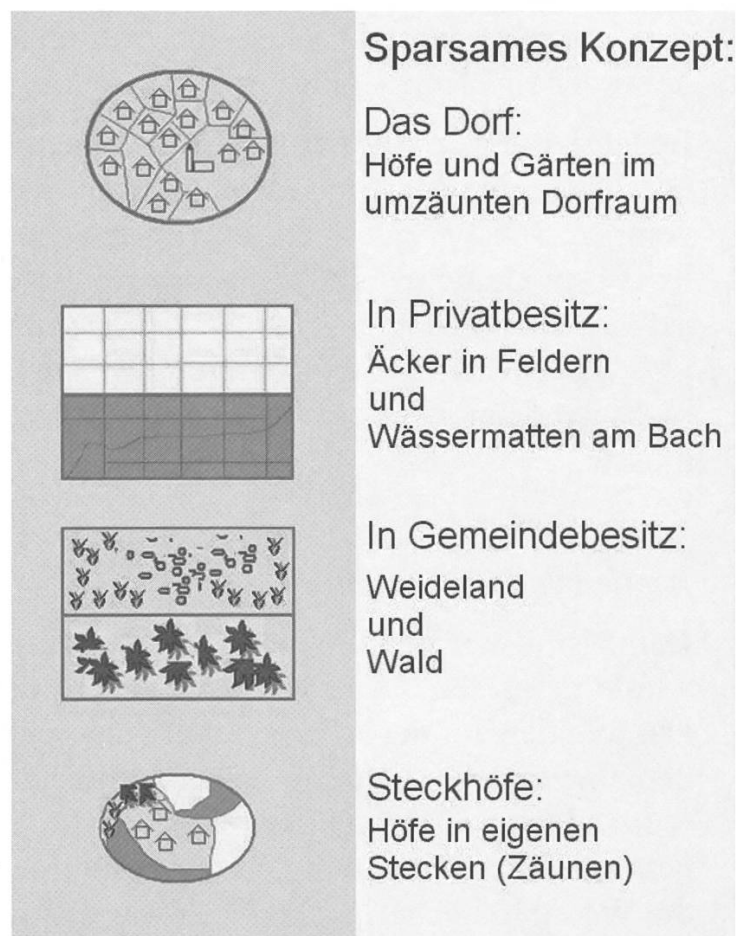 Sparsames Konzept:
Das Dorf:
Höfe und Gärten im
umzäunten Dorfraum
In Privatbesitz:
Äcker in Feldern
und
Wässermatten am Bach
In Gemeindebesitz:
Weideland
und
Wald
Steckhöfe:
Höfe in eigenen
Stecken (Zäunen)